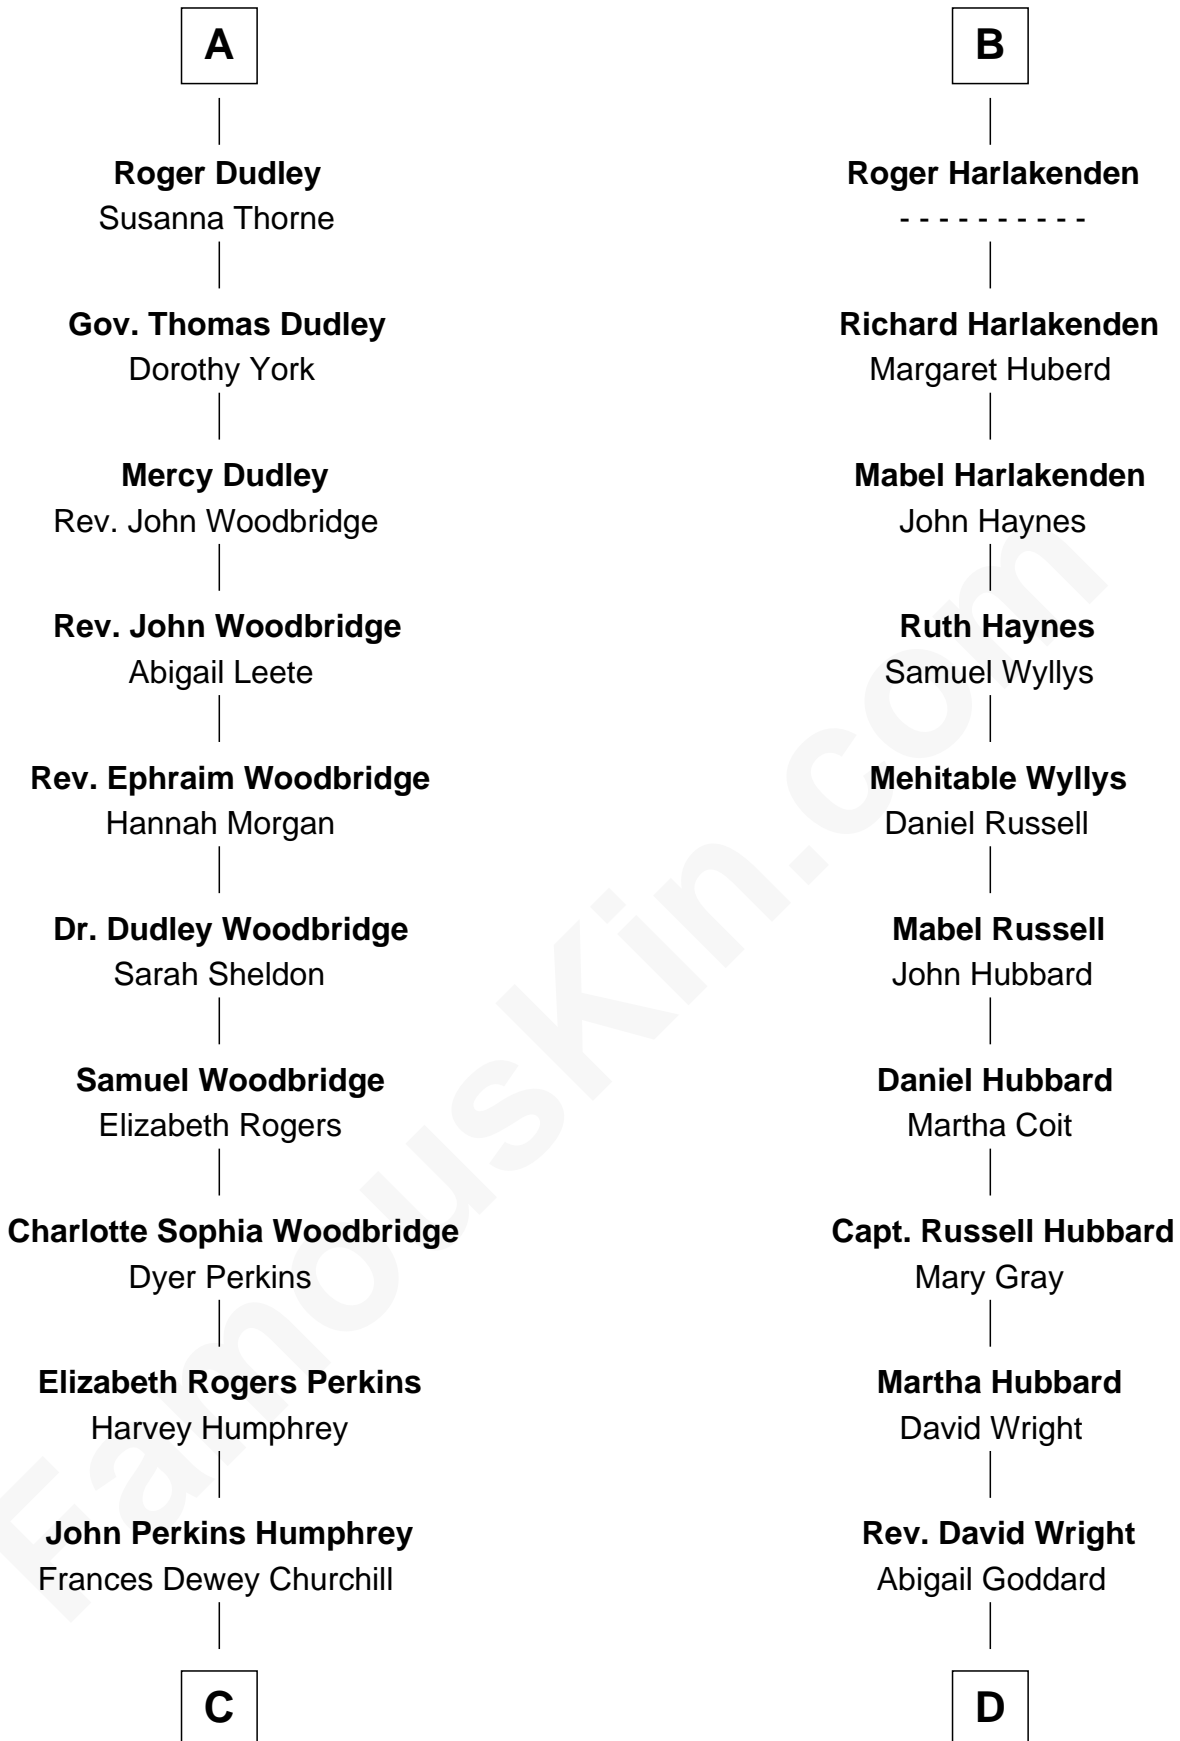 A
Roger Dudley
Susanna Thorne
Gov. Thomas Dudley
Dorothy York
Mercy Dudley
Rev. John Woodbridge
Rev. John Woodbridge
Abigail Leete
Rev. Ephraim Woodbridge
Hannah Morgan
Dr. Dudley Woodbridge
Sarah Sheldon
Samuel Woodbridge
Elizabeth Rogers
Charlotte Sophia Woodbridge
Dyer Perkins
Elizabeth Rogers Perkins
Harvey Humphrey
John Perkins Humphrey
Frances Dewey Churchill
C
B
Roger Harlakenden
- - - - - - - - - -
Richard Harlakenden
Margaret Huberd
Mabel Harlakenden
John Haynes
Ruth Haynes
Samuel Wyllys
Mehitable Wyllys
Daniel Russell
Mabel Russell
John Hubbard
Daniel Hubbard
Martha Coit
Capt. Russell Hubbard
Mary Gray
Martha Hubbard
David Wright
Rev. David Wright
Abigail Goddard
D
FamousKin.com